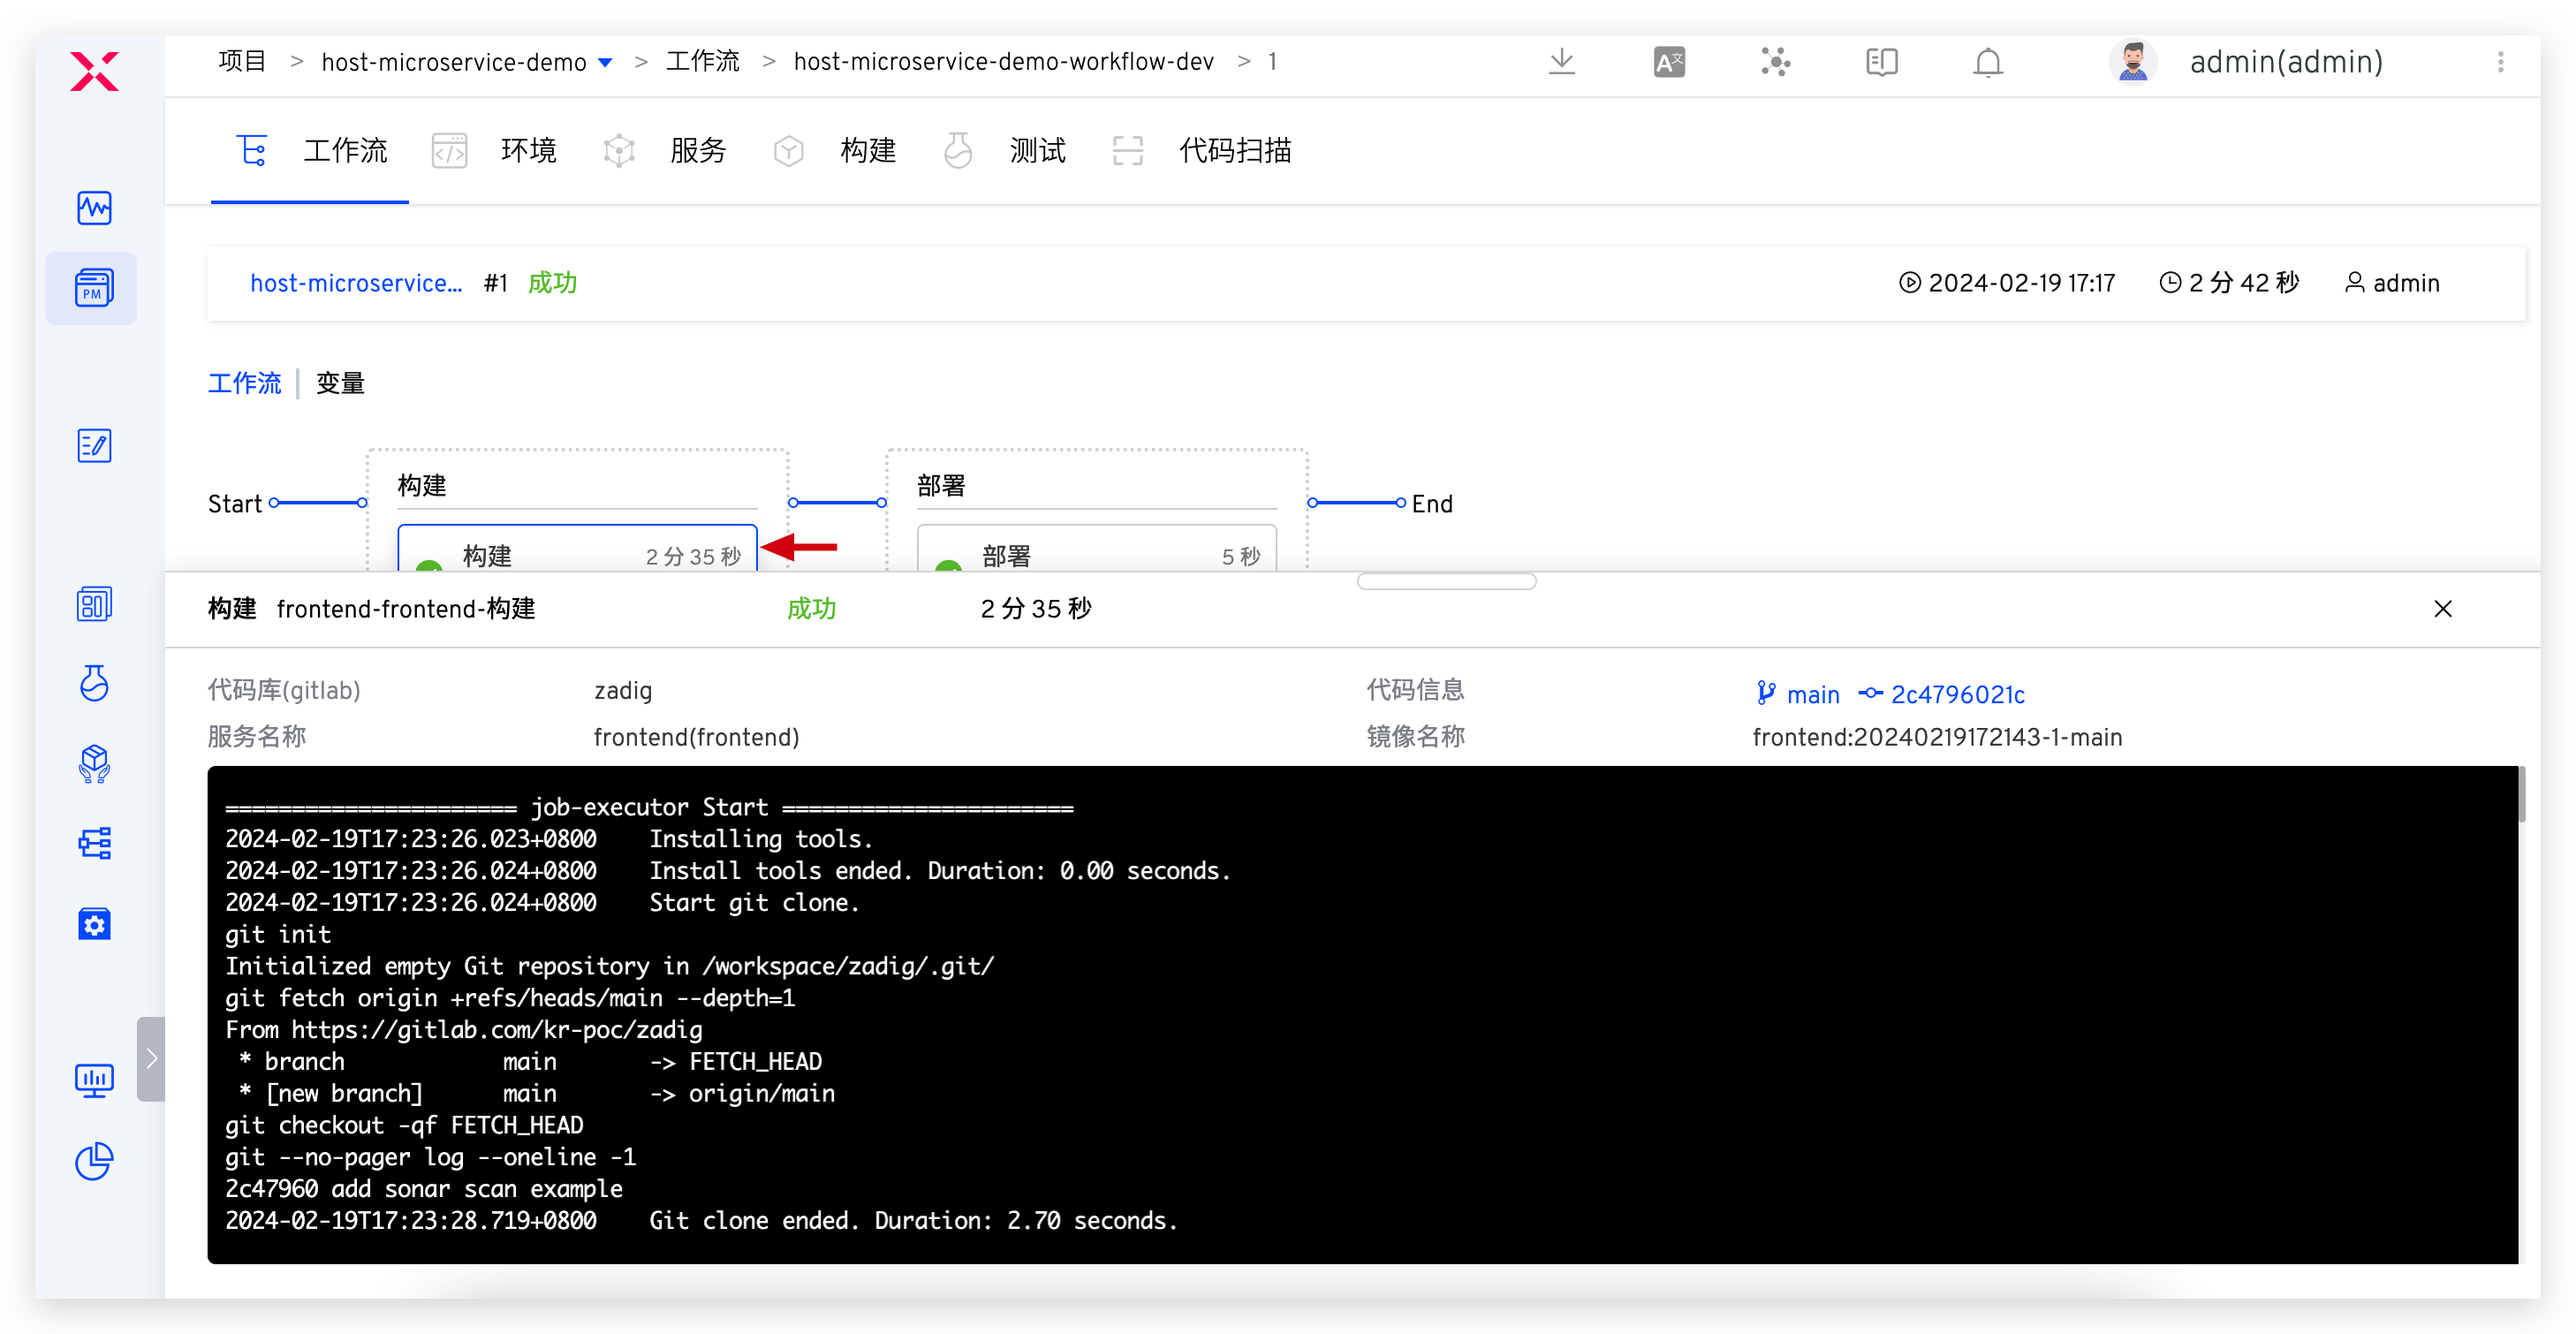 项目 > host-microservice-demo > 工作流 > host-microservice-demo-workflow-dev > 1 admin(admin)
工作流 环境 服务 构建 测试 代码扫描
PM
host-microservice... #1 成功 2024-02-19 17:17 2 分 42 秒 admin
工作流 变量
构建 部署
Start End
构建 2 分 35 秒 部署 5 秒
构建 frontend-frontend-构建 成功 2 分 35 秒
代码库(gitlab) zadig 代码信息 main 2c4796021c
服务名称 frontend(frontend) 镜像名称 frontend:20240219172143-1-main
====================== job-executor Start ======================
2024-02-19T17:23:26.023+0800    Installing tools.
2024-02-19T17:23:26.024+0800    Install tools ended. Duration: 0.00 seconds.
2024-02-19T17:23:26.024+0800    Start git clone.
git init
Initialized empty Git repository in /workspace/zadig/.git/
git fetch origin +refs/heads/main --depth=1
From https://gitlab.com/kr-poc/zadig
 * branch            main       -> FETCH_HEAD
 * [new branch]      main       -> origin/main
git checkout -qf FETCH_HEAD
git --no-pager log --oneline -1
2c47960 add sonar scan example
2024-02-19T17:23:28.719+0800    Git clone ended. Duration: 2.70 seconds.